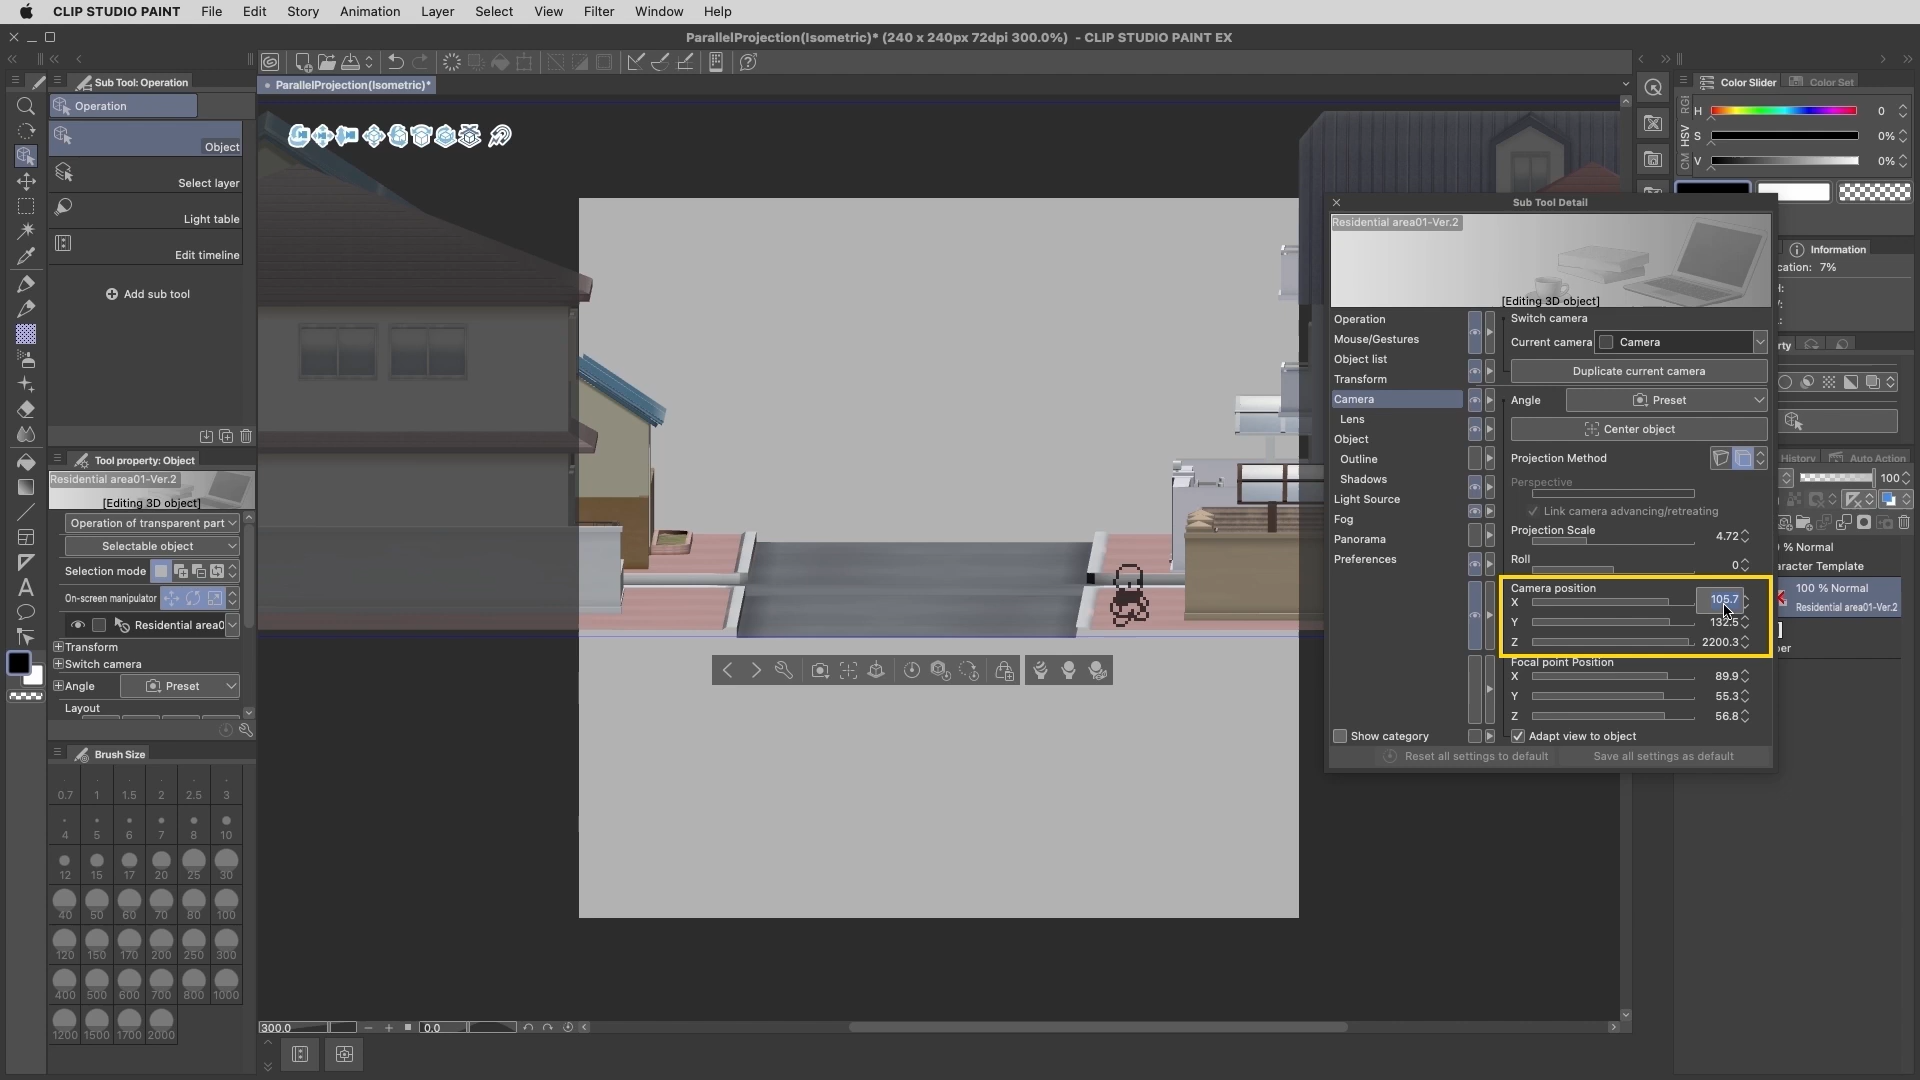 CLIP STUDIO PAINT File Edit Story Animation Layer Select View Filter Window Help
ParallelProjection(Isometric)* (240 x 240px 72dpi 300.0%) - CLIP STUDIO PAINT EX
Sub Tool: Operation
Operation
Object
Select layer
Light table
Edit timeline
Add sub tool
Tool property: Object
Residential area01-Ver.2
[Editing 3D object]
Operation of transparent part
Selectable object
Selection mode
On-screen manipulator
Residential area0
Transform
Switch camera
Angle Preset
Layout
Brush Size
0.7 1 1.5 2 2.5 3
4 5 6 7 8 10
12 15 17 20 25 30
40 50 60 70 80 100
120 150 170 200 250 300
400 500 600 700 800 1000
1200 1500 1700 2000
ParallelProjection(Isometric)*
300.0 0.0
Sub Tool Detail
Residential area01-Ver.2
[Editing 3D object]
Operation
Mouse/Gestures
Object list
Transform
Camera
Lens
Object
Outline
Shadows
Light Source
Fog
Panorama
Preferences
Show category
Switch camera
Current camera Camera
Duplicate current camera
Angle Preset
Center object
Projection Method
Perspective
Link camera advancing/retreating
Projection Scale 4.72
Roll 0
Camera position
X 105.7
Y 132.5
Z 2200.3
Focal point Position
X 89.9
Y 55.3
Z 56.8
Adapt view to object
Reset all settings to default Save all settings as default
Color Slider Color Set
HSV
CM
H 0
S 0%
V 0%
Information
cation: 7%
rty
History Auto Action
100
% Normal
aracter Template
100 % Normal
Residential area01-Ver.2
per